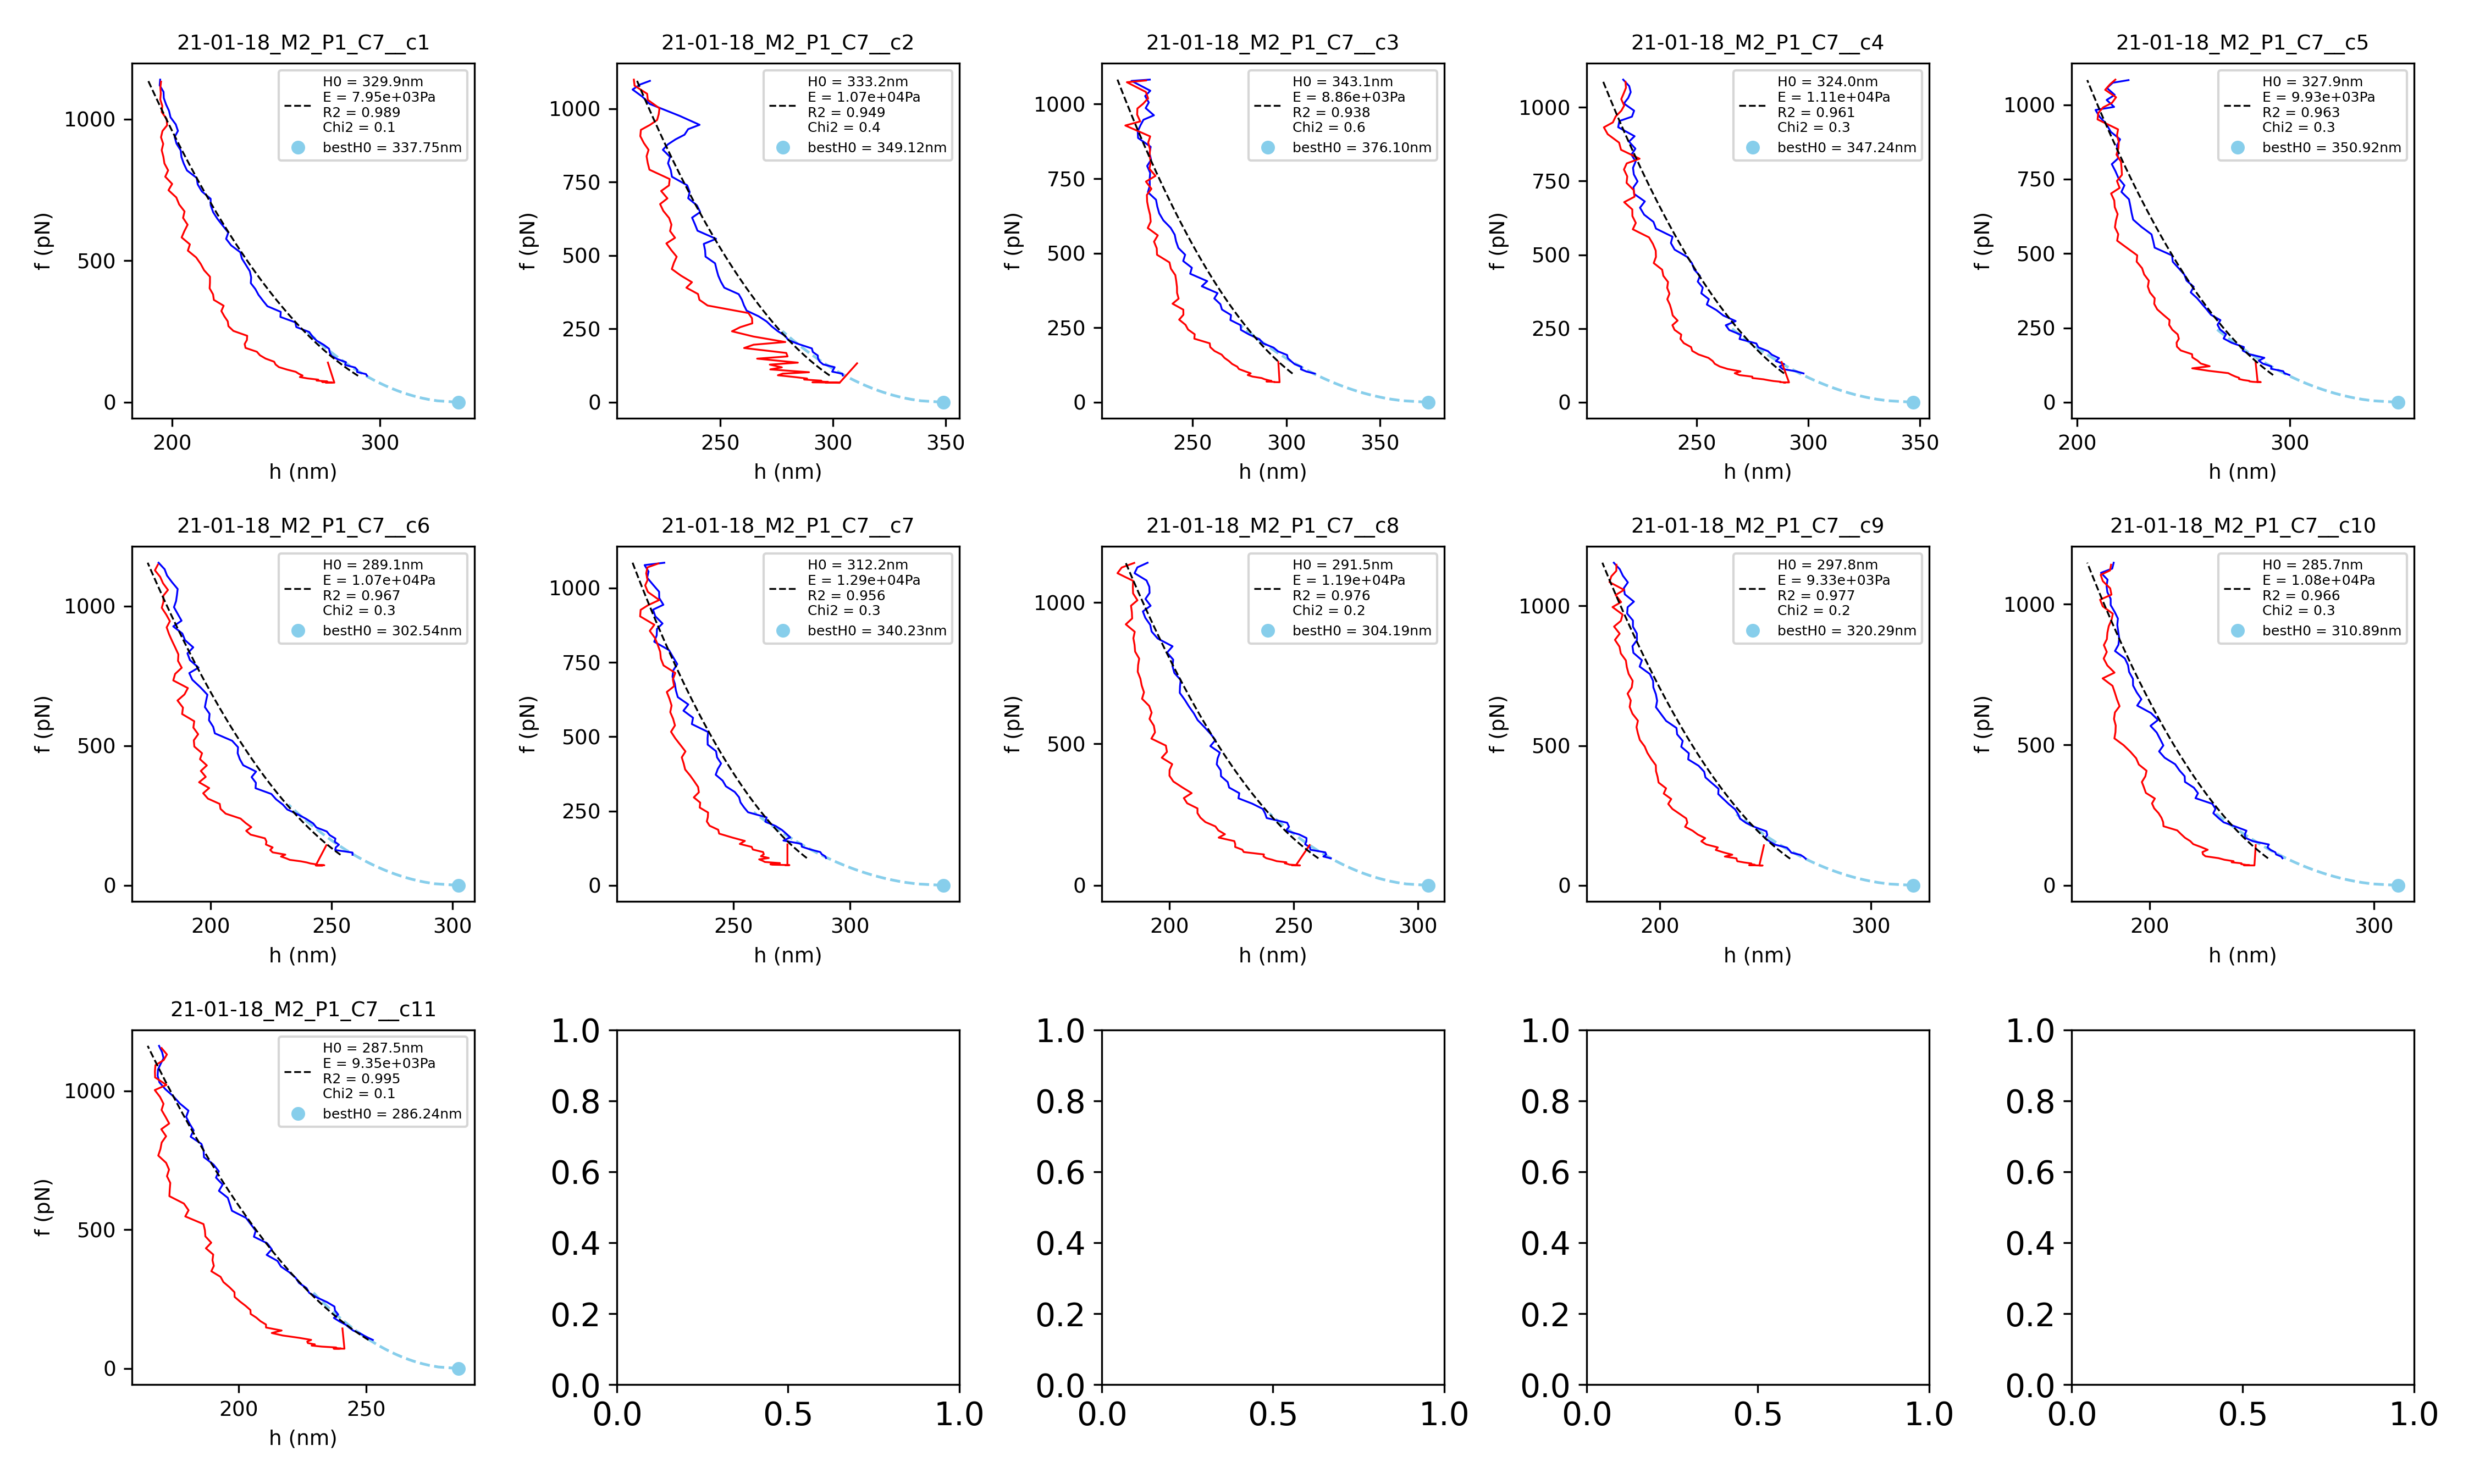 21-01-18_M2_P1_C7__c1
H0 = 329.9nm
E = 7.95e+03Pa
R2 = 0.989
Chi2 = 0.1
bestH0 = 337.75nm
1000
500
0
f (pN)
200 300
h (nm)
21-01-18_M2_P1_C7__c2
H0 = 333.2nm
E = 1.07e+04Pa
R2 = 0.949
Chi2 = 0.4
bestH0 = 349.12nm
1000
750
500
250
0
f (pN)
250 300 350
h (nm)
21-01-18_M2_P1_C7__c3
H0 = 343.1nm
E = 8.86e+03Pa
R2 = 0.938
Chi2 = 0.6
bestH0 = 376.10nm
1000
750
500
250
0
f (pN)
250 300 350
h (nm)
21-01-18_M2_P1_C7__c4
H0 = 324.0nm
E = 1.11e+04Pa
R2 = 0.961
Chi2 = 0.3
bestH0 = 347.24nm
1000
750
500
250
0
f (pN)
250 300 350
h (nm)
21-01-18_M2_P1_C7__c5
H0 = 327.9nm
E = 9.93e+03Pa
R2 = 0.963
Chi2 = 0.3
bestH0 = 350.92nm
1000
750
500
250
0
f (pN)
200 300
h (nm)
21-01-18_M2_P1_C7__c6
H0 = 289.1nm
E = 1.07e+04Pa
R2 = 0.967
Chi2 = 0.3
bestH0 = 302.54nm
1000
500
0
f (pN)
200 250 300
h (nm)
21-01-18_M2_P1_C7__c7
H0 = 312.2nm
E = 1.29e+04Pa
R2 = 0.956
Chi2 = 0.3
bestH0 = 340.23nm
1000
750
500
250
0
f (pN)
250 300
h (nm)
21-01-18_M2_P1_C7__c8
H0 = 291.5nm
E = 1.19e+04Pa
R2 = 0.976
Chi2 = 0.2
bestH0 = 304.19nm
1000
500
0
f (pN)
200 250 300
h (nm)
21-01-18_M2_P1_C7__c9
H0 = 297.8nm
E = 9.33e+03Pa
R2 = 0.977
Chi2 = 0.2
bestH0 = 320.29nm
1000
500
0
f (pN)
200 300
h (nm)
21-01-18_M2_P1_C7__c10
H0 = 285.7nm
E = 1.08e+04Pa
R2 = 0.966
Chi2 = 0.3
bestH0 = 310.89nm
1000
500
0
f (pN)
200 300
h (nm)
21-01-18_M2_P1_C7__c11
H0 = 287.5nm
E = 9.35e+03Pa
R2 = 0.995
Chi2 = 0.1
bestH0 = 286.24nm
1000
500
0
f (pN)
200 250
h (nm)
1.0
0.8
0.6
0.4
0.2
0.0
0.0 0.5 1.0
1.0
0.8
0.6
0.4
0.2
0.0
0.0 0.5 1.0
1.0
0.8
0.6
0.4
0.2
0.0
0.0 0.5 1.0
1.0
0.8
0.6
0.4
0.2
0.0
0.0 0.5 1.0